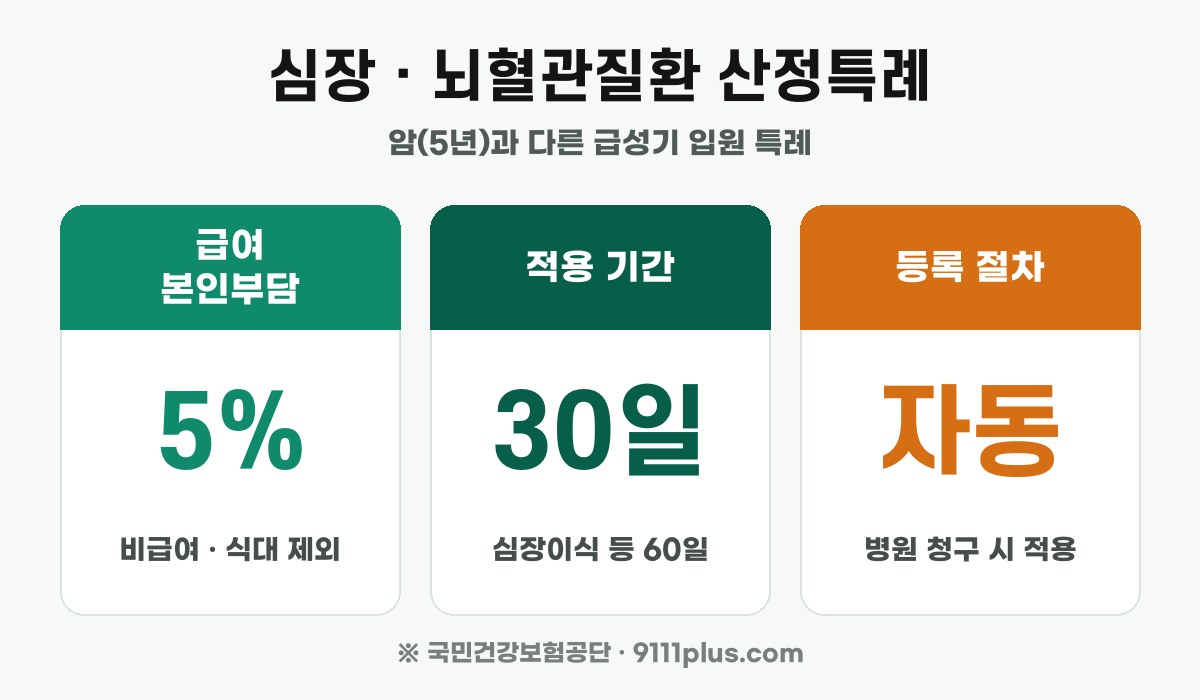 심장 · 뇌혈관질환 산정특례
암(5년)과 다른 급성기 입원 특례
급여
본인부담
5%
비급여 · 식대 제외
적용 기간
30일
심장이식 등 60일
등록 절차
자동
병원 청구 시 적용
※ 국민건강보험공단 · 9111plus.com